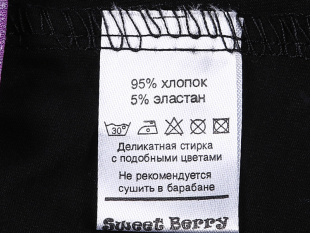 95% хлопок
5% эластан
30°
Деликатная стирка
с подобными цветами
Не рекомендуется
сушить в барабане
Sweet Berry